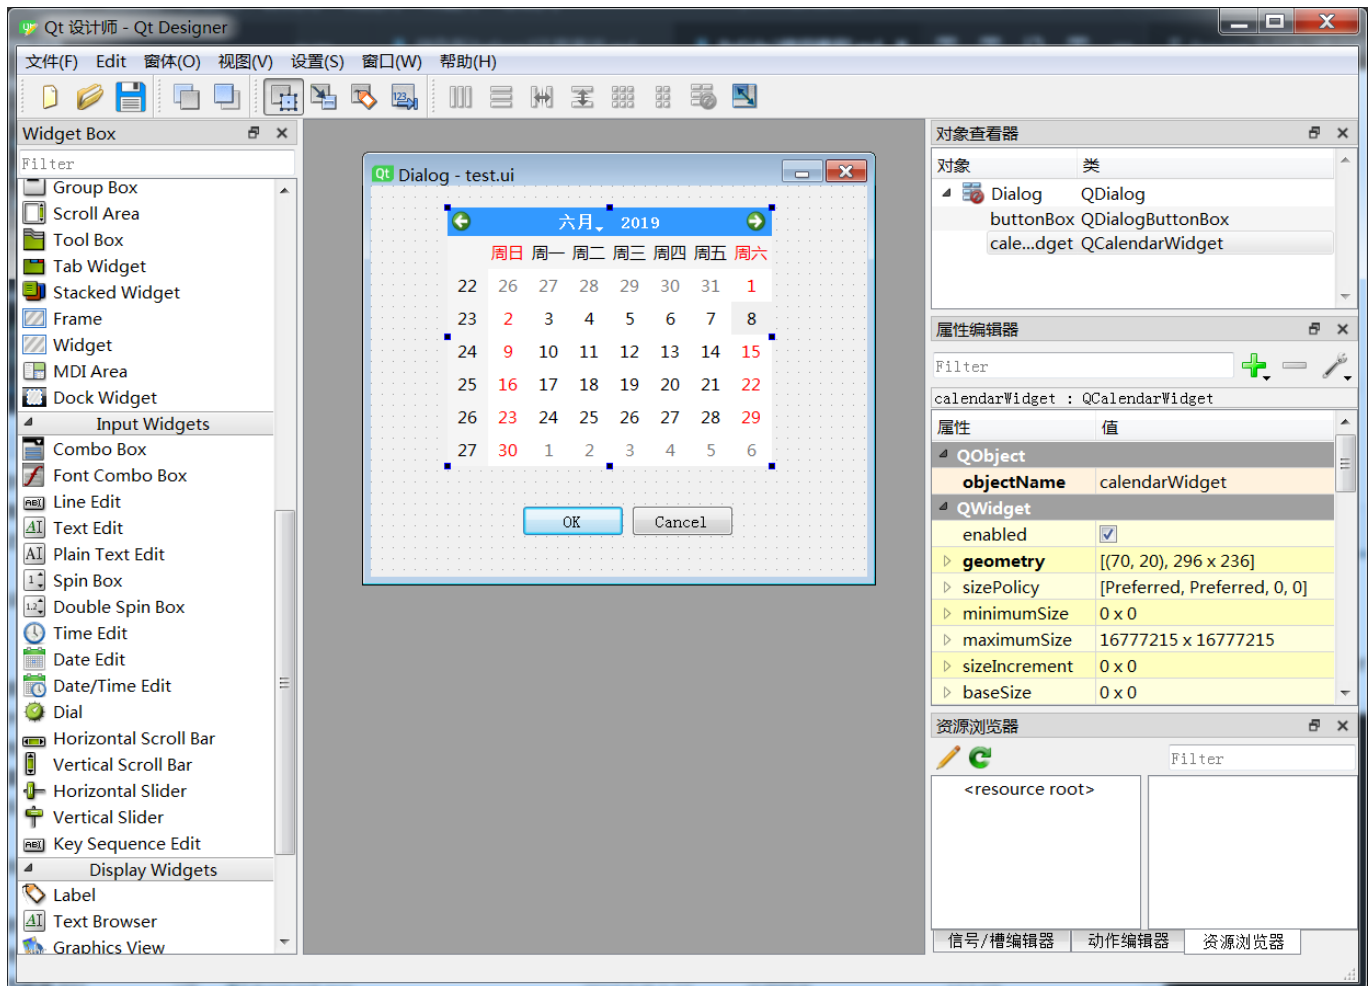 Qt 设计师 - Qt Designer
文件(F) Edit 窗体(O) 视图(V) 设置(S) 窗口(W) 帮助(H)
Widget Box
Filter
Group Box
Scroll Area
Tool Box
Tab Widget
Stacked Widget
Frame
Widget
MDI Area
Dock Widget
Input Widgets
Combo Box
Font Combo Box
Line Edit
Text Edit
Plain Text Edit
Spin Box
Double Spin Box
Time Edit
Date Edit
Date/Time Edit
Dial
Horizontal Scroll Bar
Vertical Scroll Bar
Horizontal Slider
Vertical Slider
Key Sequence Edit
Display Widgets
Label
Text Browser
Graphics View
Dialog - test.ui
六月 2019
周日 周一 周二 周三 周四 周五 周六
22 26 27 28 29 30 31 1
23 2 3 4 5 6 7 8
24 9 10 11 12 13 14 15
25 16 17 18 19 20 21 22
26 23 24 25 26 27 28 29
27 30 1 2 3 4 5 6
OK Cancel
对象查看器
对象 类
Dialog QDialog
buttonBox QDialogButtonBox
cale...dget QCalendarWidget
属性编辑器
Filter
calendarWidget : QCalendarWidget
属性 值
QObject
objectName calendarWidget
QWidget
enabled
geometry [(70, 20), 296 x 236]
sizePolicy [Preferred, Preferred, 0, 0]
minimumSize 0 x 0
maximumSize 16777215 x 16777215
sizeIncrement 0 x 0
baseSize 0 x 0
资源浏览器
Filter
<resource root>
信号/槽编辑器 动作编辑器 资源浏览器